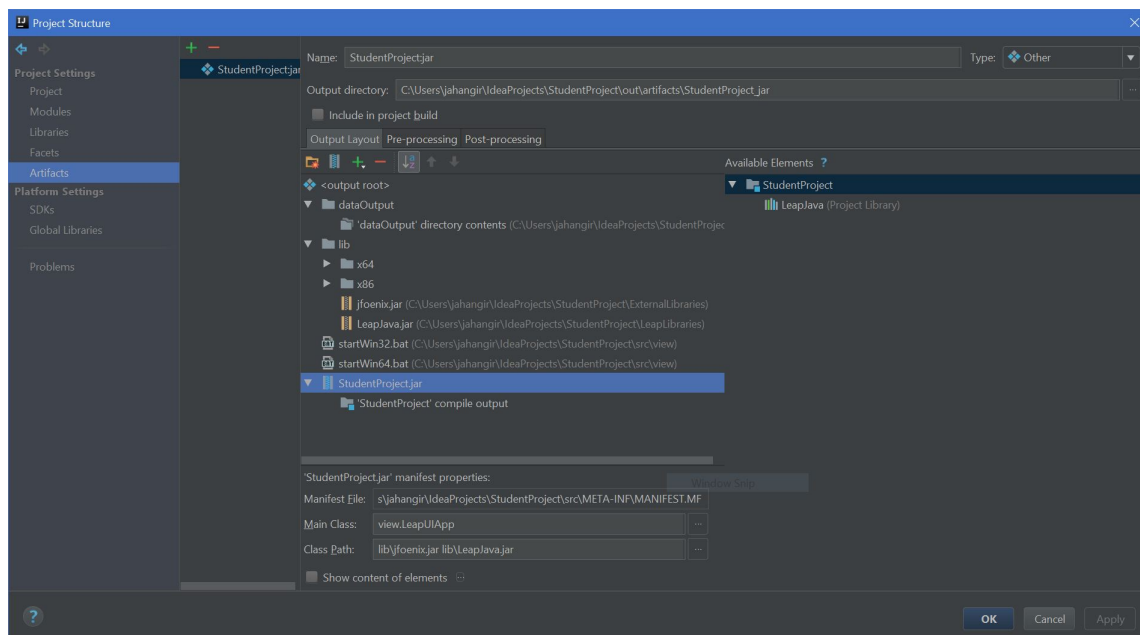 Project Structure
Project Settings
Project
Modules
Libraries
Facets
Artifacts
Platform Settings
SDKs
Global Libraries
Problems
StudentProject:jar
Name: StudentProject:jar
Type: Other
Output directory: C:\Users\jahangir\IdeaProjects\StudentProject\out\artifacts\StudentProject_jar
Include in project build
Output Layout Pre-processing Post-processing
<output root>
dataOutput
'dataOutput' directory contents (C:\Users\jahangir\IdeaProjects\StudentProjec
lib
x64
x86
jfoenix.jar (C:\Users\jahangir\IdeaProjects\StudentProject\ExternalLibraries)
LeapJava.jar (C:\Users\jahangir\IdeaProjects\StudentProject\LeapLibraries)
startWin32.bat (C:\Users\jahangir\IdeaProjects\StudentProject\src\view)
startWin64.bat (C:\Users\jahangir\IdeaProjects\StudentProject\src\view)
StudentProject.jar
'StudentProject' compile output
Available Elements ?
StudentProject
LeapJava (Project Library)
'StudentProject.jar' manifest properties:
Window Snip
Manifest File: s\jahangir\IdeaProjects\StudentProject\src\META-INF\MANIFEST.MF
Main Class: view.LeapUIApp
Class Path: lib\jfoenix.jar lib\LeapJava.jar
Show content of elements
? OK Cancel Apply